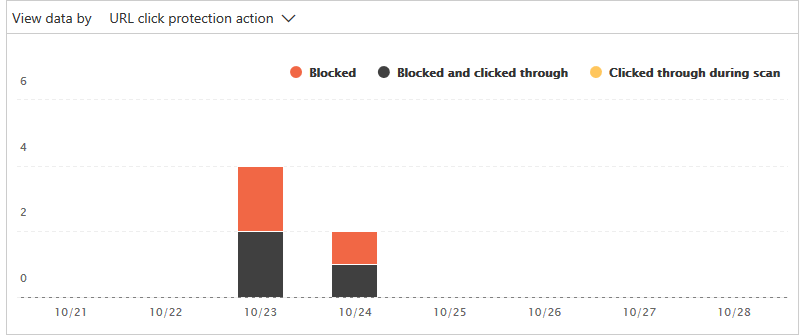 View data by URL click protection action
Blocked Blocked and clicked through Clicked through during scan
6
4
2
0
10/21 10/22 10/23 10/24 10/25 10/26 10/27 10/28